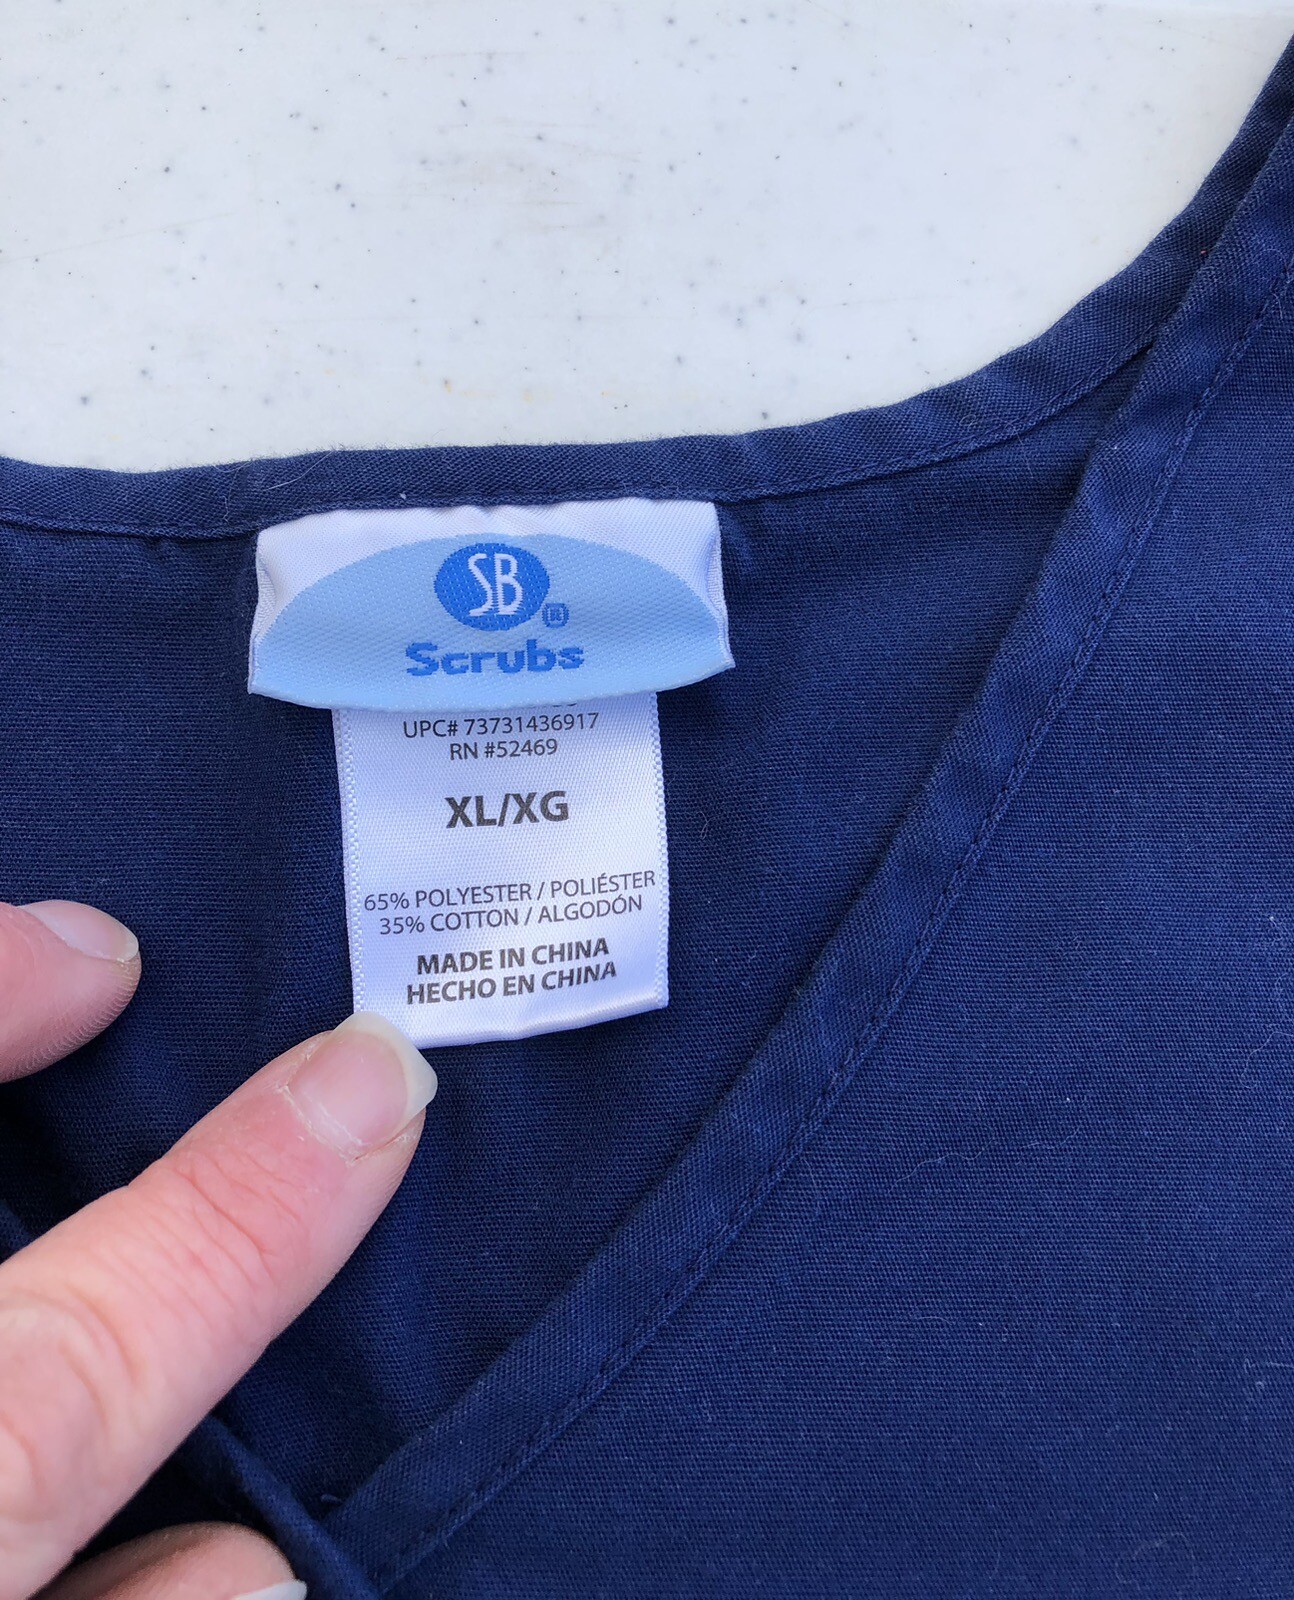 SB®
Scrubs
UPC# 73731436917
RN #52469
XL/XG
65% POLYESTER / POLIÉSTER
35% COTTON / ALGODÓN
MADE IN CHINA
HECHO EN CHINA